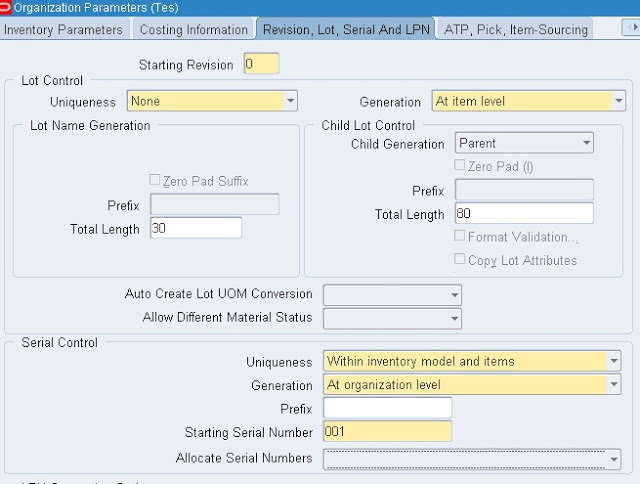 Organization Parameters (Tes)
Inventory Parameters Costing Information Revision, Lot, Serial And LPN ATP, Pick, Item-Sourcing
Starting Revision 0
Lot Control
Uniqueness None Generation At item level
Lot Name Generation Child Lot Control
Child Generation Parent
Zero Pad Suffix Zero Pad (I)
Prefix Prefix
Total Length 30 Total Length 80
Format Validation...
Copy Lot Attributes
Auto Create Lot UOM Conversion
Allow Different Material Status
Serial Control
Uniqueness Within inventory model and items
Generation At organization level
Prefix
Starting Serial Number 001
Allocate Serial Numbers